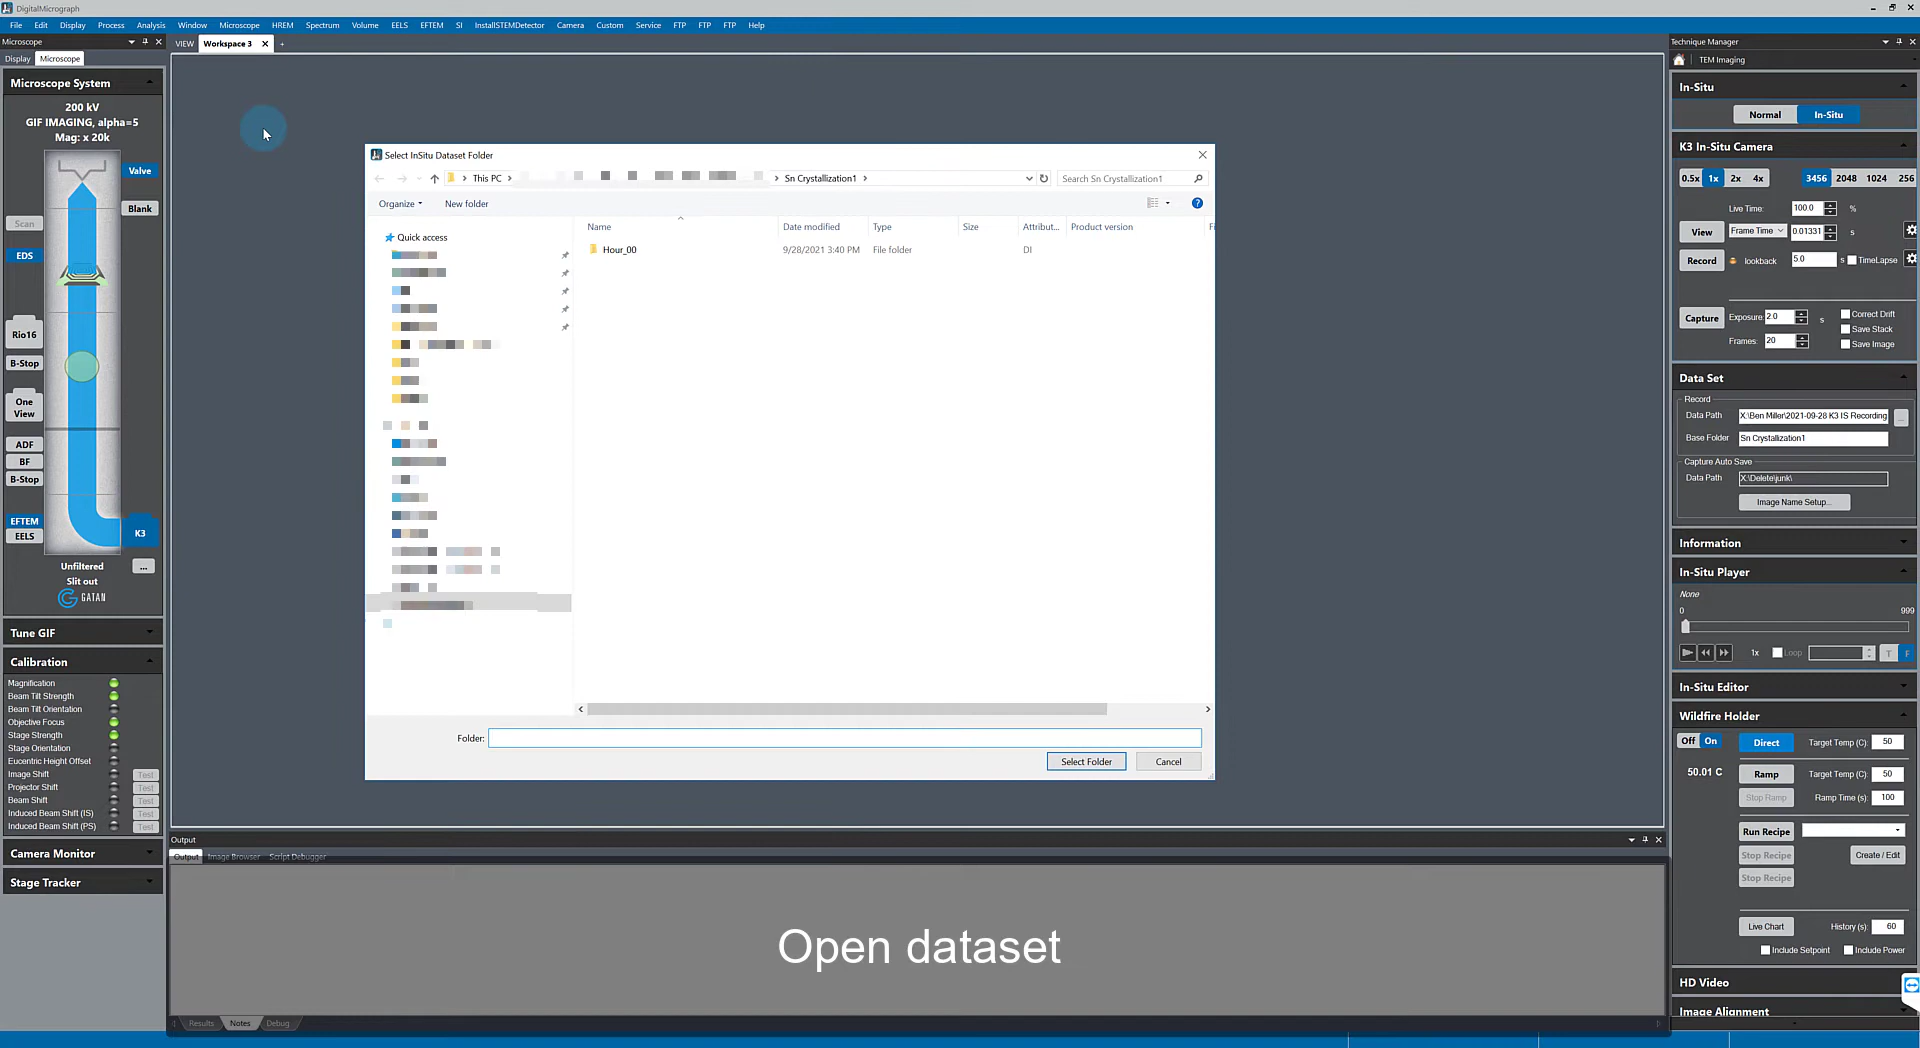 DigitalMicrograph
File Edit Display Process Analysis Window Microscope HREM Spectrum Volume EELS EFTEM SI InstallSTEMDetector Camera Custom Service FTP FTP FTP Help
Microscope
Display Microscope
Microscope System
200 kV
GIF IMAGING, alpha=5
Mag: x 20k
Valve
Blank
Scan
EDS
Rio16
B-Stop
One
View
ADF
BF
B-Stop
EFTEM
EELS
K3
Unfiltered
...
Slit out
GATAN
Tune GIF
Calibration
Magnification
Beam Tilt Strength
Beam Tilt Orientation
Objective Focus
Stage Strength
Stage Orientation
Eucentric Height Offset
Image Shift Test
Projector Shift Test
Beam Shift Test
Induced Beam Shift (IS) Test
Induced Beam Shift (PS) Test
Camera Monitor
Stage Tracker
VIEW Workspace 3 +
Select InSitu Dataset Folder
This PC Sn Crystallization1
Search Sn Crystallization1
Organize New folder
Quick access
Name Date modified Type Size Attribut... Product version
Hour_00 9/28/2021 3:40 PM File folder DI
Folder:
Select Folder Cancel
Output
Output Image Browser Script Debugger
Open dataset
Results Notes Debug
Technique Manager
TEM Imaging
In-Situ
Normal In-Situ
K3 In-Situ Camera
0.5x 1x 2x 4x 3456 2048 1024 256
Live Time: 100.0 %
View Frame Time 0.01331 s
Record lookback 5.0 s TimeLapse
Capture Exposure: 2.0 s Correct Drift
Save Stack
Frames: 20 Save Image
Data Set
Record
Data Path X:\Ben Miller\2021-09-28 K3 IS Recording ...
Base Folder Sn Crystallization1
Capture Auto Save
Data Path X:\Delete\junk\
Image Name Setup...
Information
In-Situ Player
None
0 999
1x Loop T F
In-Situ Editor
Wildfire Holder
Off On Direct Target Temp (C): 50
50.01 C Ramp Target Temp (C): 50
Stop Ramp Ramp Time (s): 100
Run Recipe
Stop Recipe Create / Edit
Stop Recipe
Live Chart History (s): 60
Include Setpoint Include Power
HD Video
Image Alignment